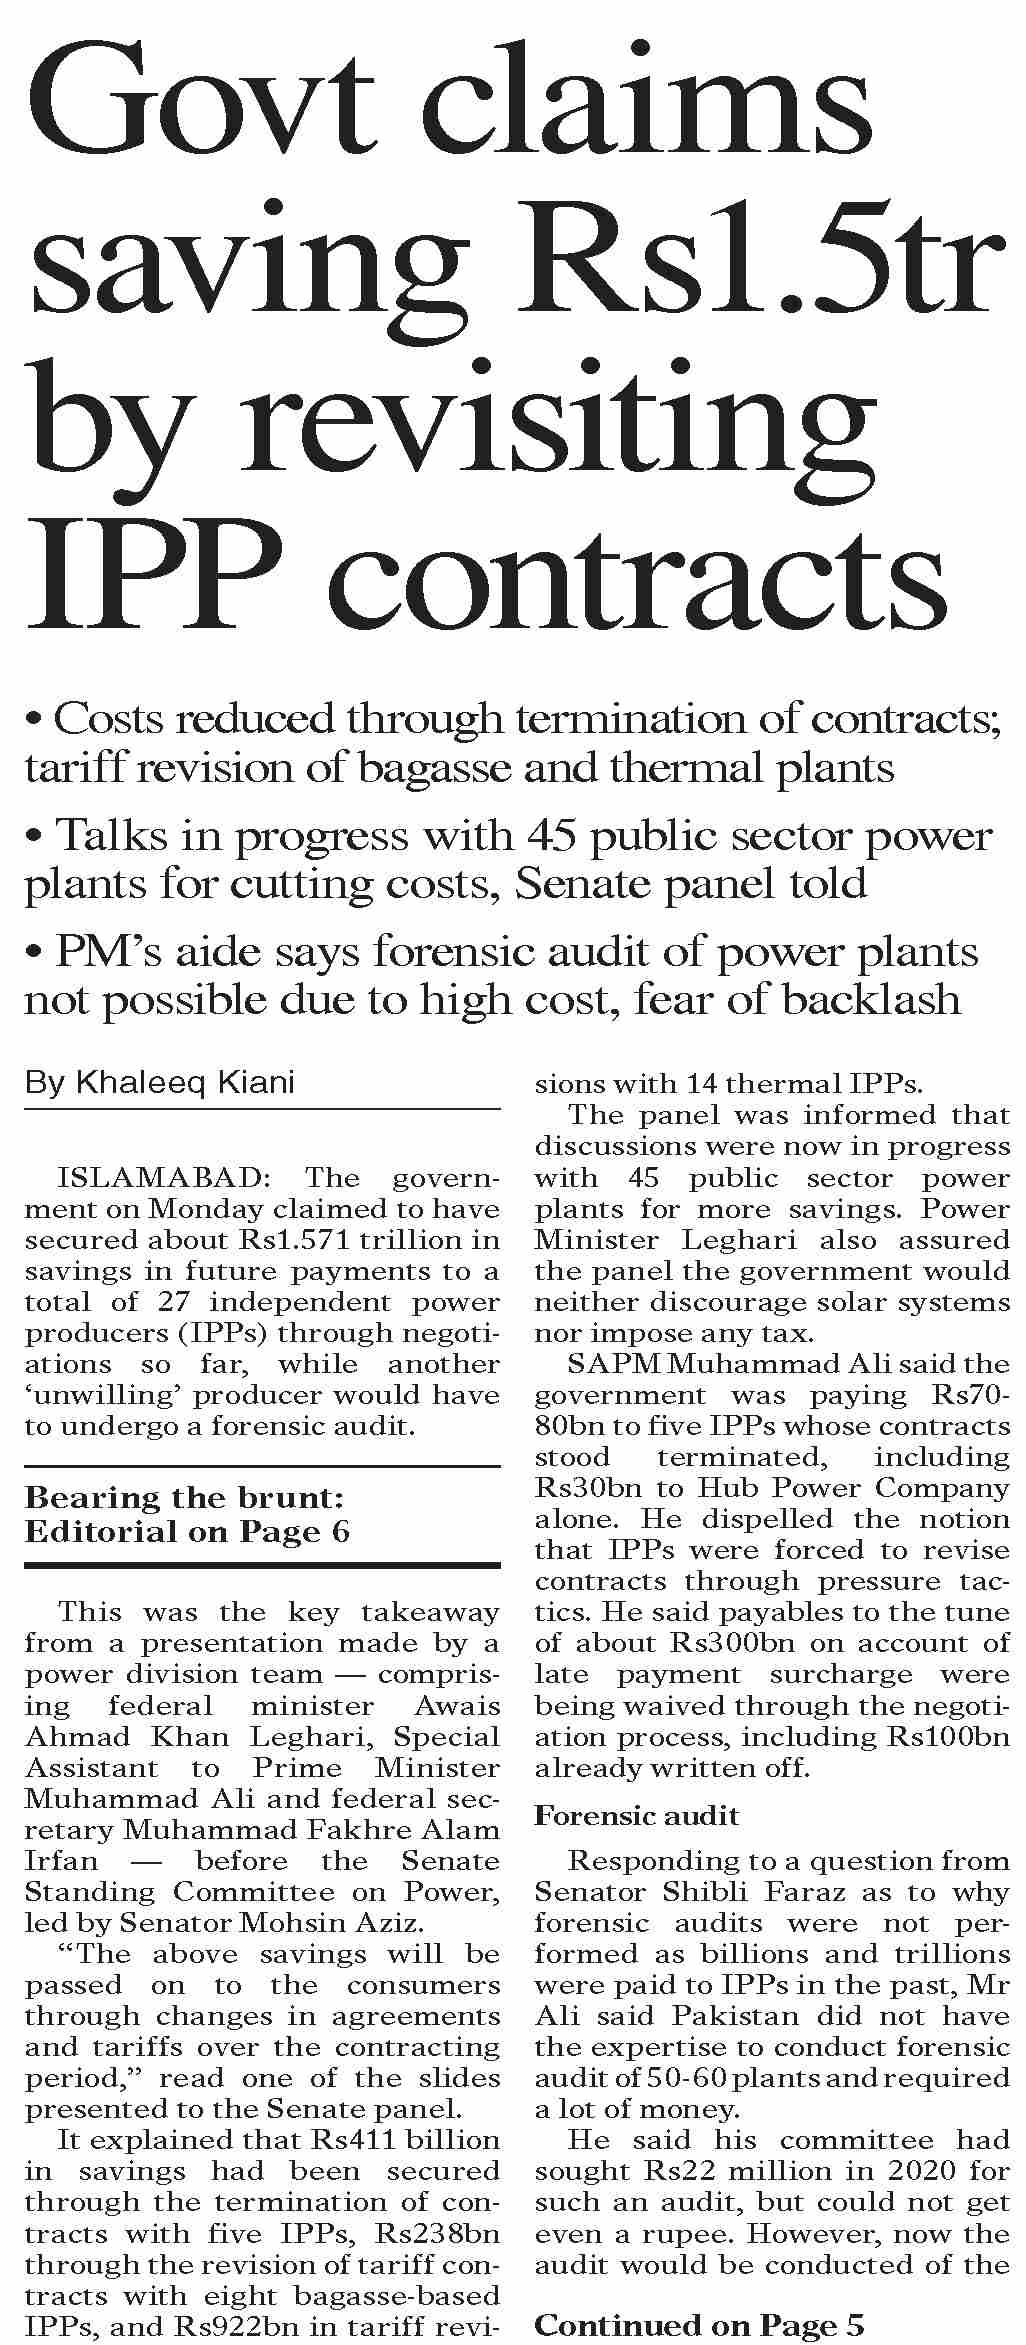 Govt claims
saving Rs1.5tr
by revisiting
IPP contracts
• Costs reduced through termination of contracts;
tariff revision of bagasse and thermal plants
• Talks in progress with 45 public sector power
plants for cutting costs, Senate panel told
• PM’s aide says forensic audit of power plants
not possible due to high cost, fear of backlash
By Khaleeq Kiani
ISLAMABAD: The govern-
ment on Monday claimed to have
secured about Rs1.571 trillion in
savings in future payments to a
total of 27 independent power
producers (IPPs) through negoti-
ations so far, while another
‘unwilling’ producer would have
to undergo a forensic audit.
Bearing the brunt:
Editorial on Page 6
This was the key takeaway
from a presentation made by a
power division team — compris-
ing federal minister Awais
Ahmad Khan Leghari, Special
Assistant to Prime Minister
Muhammad Ali and federal sec-
retary Muhammad Fakhre Alam
Irfan — before the Senate
Standing Committee on Power,
led by Senator Mohsin Aziz.
“The above savings will be
passed on to the consumers
through changes in agreements
and tariffs over the contracting
period,” read one of the slides
presented to the Senate panel.
It explained that Rs411 billion
in savings had been secured
through the termination of con-
tracts with five IPPs, Rs238bn
through the revision of tariff con-
tracts with eight bagasse-based
IPPs, and Rs922bn in tariff revi-
sions with 14 thermal IPPs.
The panel was informed that
discussions were now in progress
with 45 public sector power
plants for more savings. Power
Minister Leghari also assured
the panel the government would
neither discourage solar systems
nor impose any tax.
SAPM Muhammad Ali said the
government was paying Rs70-
80bn to five IPPs whose contracts
stood terminated, including
Rs30bn to Hub Power Company
alone. He dispelled the notion
that IPPs were forced to revise
contracts through pressure tac-
tics. He said payables to the tune
of about Rs300bn on account of
late payment surcharge were
being waived through the negoti-
ation process, including Rs100bn
already written off.
Forensic audit
Responding to a question from
Senator Shibli Faraz as to why
forensic audits were not per-
formed as billions and trillions
were paid to IPPs in the past, Mr
Ali said Pakistan did not have
the expertise to conduct forensic
audit of 50-60 plants and required
a lot of money.
He said his committee had
sought Rs22 million in 2020 for
such an audit, but could not get
even a rupee. However, now the
audit would be conducted of the
Continued on Page 5